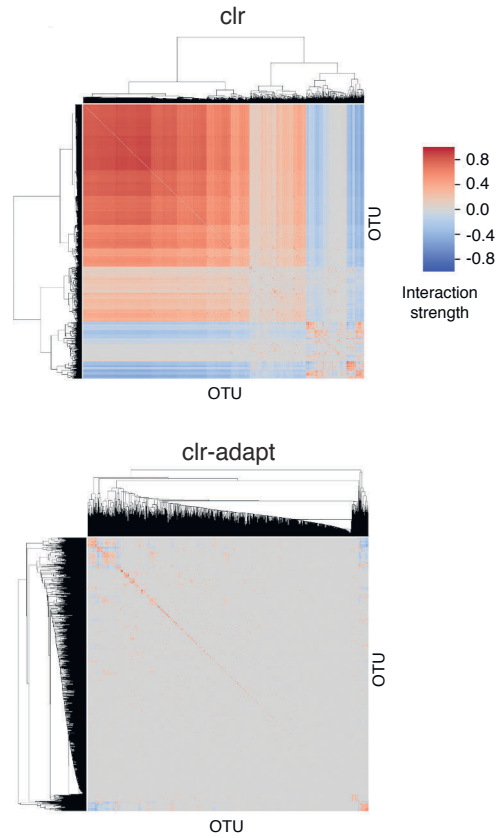 clr
OTU
0.8
0.4
0.0
-0.4
-0.8
Interaction
strength
OTU
clr-adapt
OTU
OTU